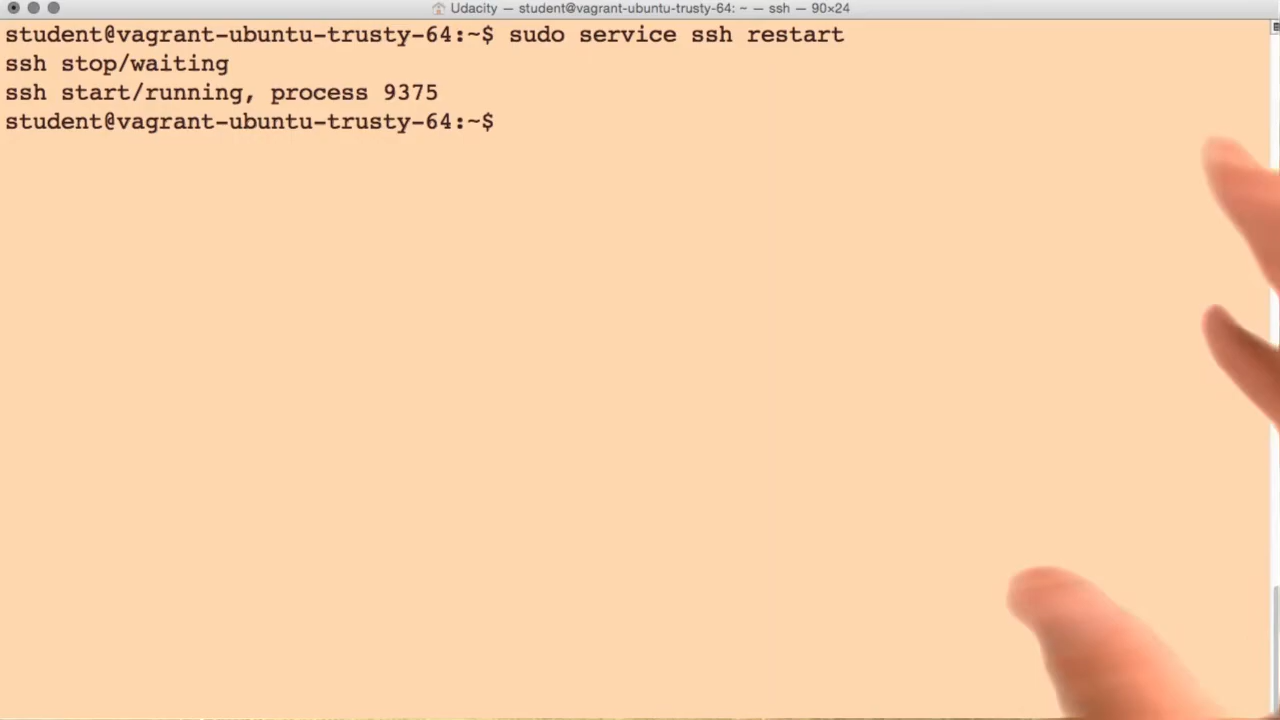 Udacity — student@vagrant-ubuntu-trusty-64: ~ — ssh — 90×24
student@vagrant-ubuntu-trusty-64:~$ sudo service ssh restart
ssh stop/waiting
ssh start/running, process 9375
student@vagrant-ubuntu-trusty-64:~$